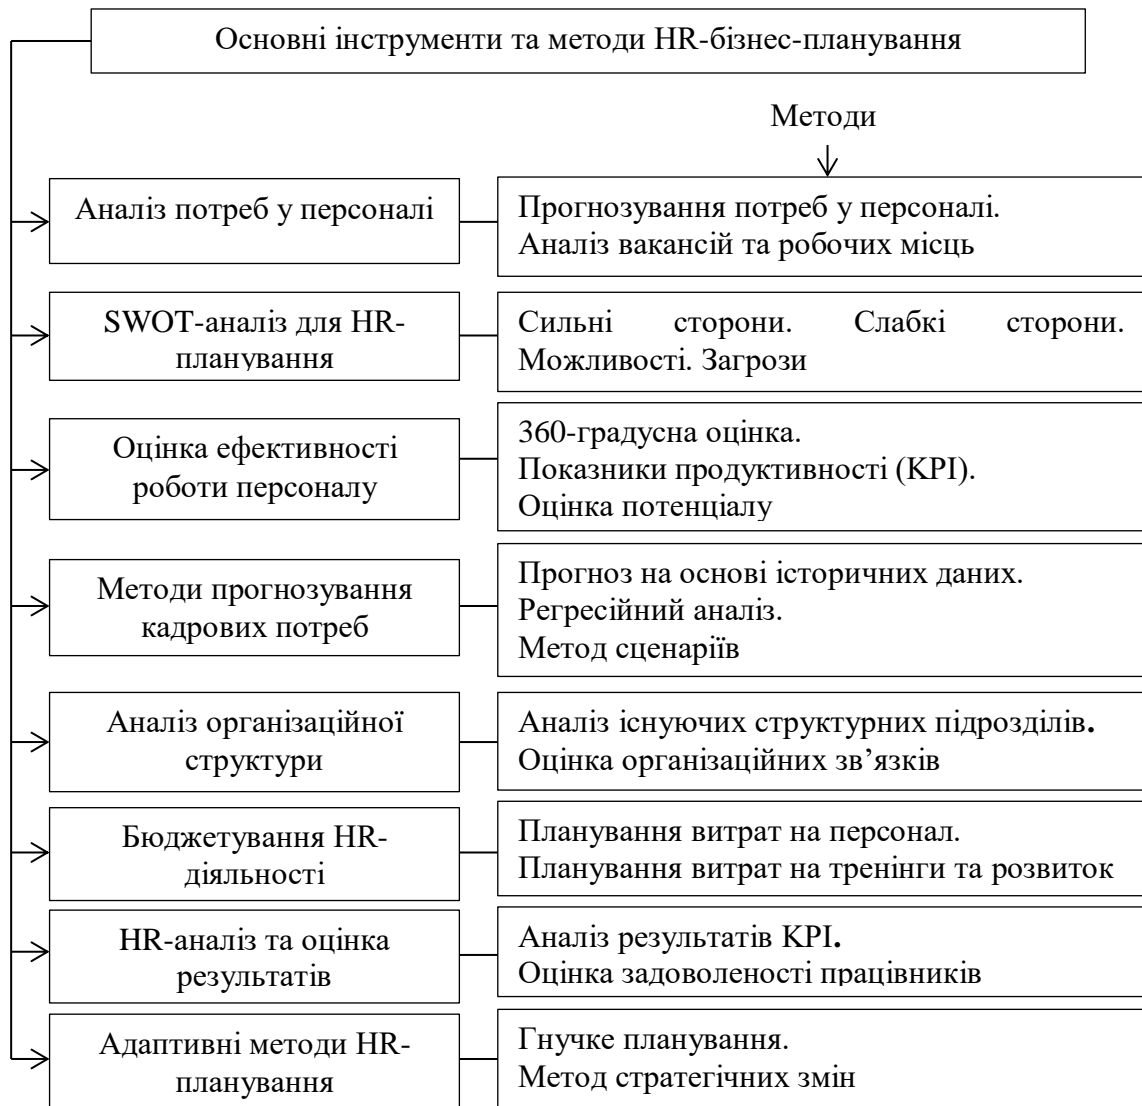 Основні інструменти та методи HR-бізнес-планування
Методи
Аналіз потреб у персоналі
Прогнозування потреб у персоналі.
Аналіз вакансій та робочих місць
SWOT-аналіз для HR-
планування
Сильні сторони. Слабкі сторони.
Можливості. Загрози
Оцінка ефективності
роботи персоналу
360-градусна оцінка.
Показники продуктивності (KPI).
Оцінка потенціалу
Методи прогнозування
кадрових потреб
Прогноз на основі історичних даних.
Регресійний аналіз.
Метод сценаріїв
Аналіз організаційної
структури
Аналіз існуючих структурних підрозділів.
Оцінка організаційних зв’язків
Бюджетування HR-
діяльності
Планування витрат на персонал.
Планування витрат на тренінги та розвиток
HR-аналіз та оцінка
результатів
Аналіз результатів KPI.
Оцінка задоволеності працівників
Адаптивні методи HR-
планування
Гнучке планування.
Метод стратегічних змін